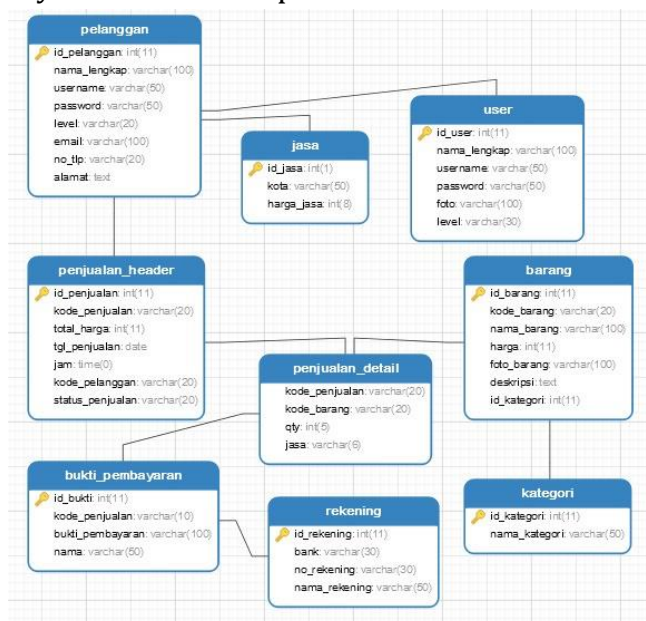 pelanggan
id_pelanggan: int(11)
nama_lengkap: varchar(100)
username: varchar(50)
password: varchar(50)
level: varchar(20)
email: varchar(100)
no_tlp: varchar(20)
alamat: text
user
id_user: int(11)
nama_lengkap: varchar(100)
username: varchar(50)
password: varchar(50)
foto: varchar(100)
level: varchar(30)
jasa
id_jasa: int(1)
kota: varchar(50)
harga_jasa: int(8)
penjualan_header
id_penjualan: int(11)
kode_penjualan: varchar(20)
total_harga: int(11)
tgl_penjualan: date
jam: time(0)
kode_pelanggan: varchar(20)
status_penjualan: varchar(20)
barang
id_barang: int(11)
kode_barang: varchar(20)
nama_barang: varchar(100)
harga: int(11)
foto_barang: varchar(100)
deskripsi: text
id_kategori: int(11)
penjualan_detail
kode_penjualan: varchar(20)
kode_barang: varchar(20)
qty: int(5)
jasa: varchar(6)
bukti_pembayaran
id_bukti: int(11)
kode_penjualan: varchar(10)
bukti_pembayaran: varchar(100)
nama: varchar(50)
rekening
id_rekening: int(11)
bank: varchar(30)
no_rekening: varchar(30)
nama_rekening: varchar(50)
kategori
id_kategori: int(11)
nama_kategori: varchar(50)